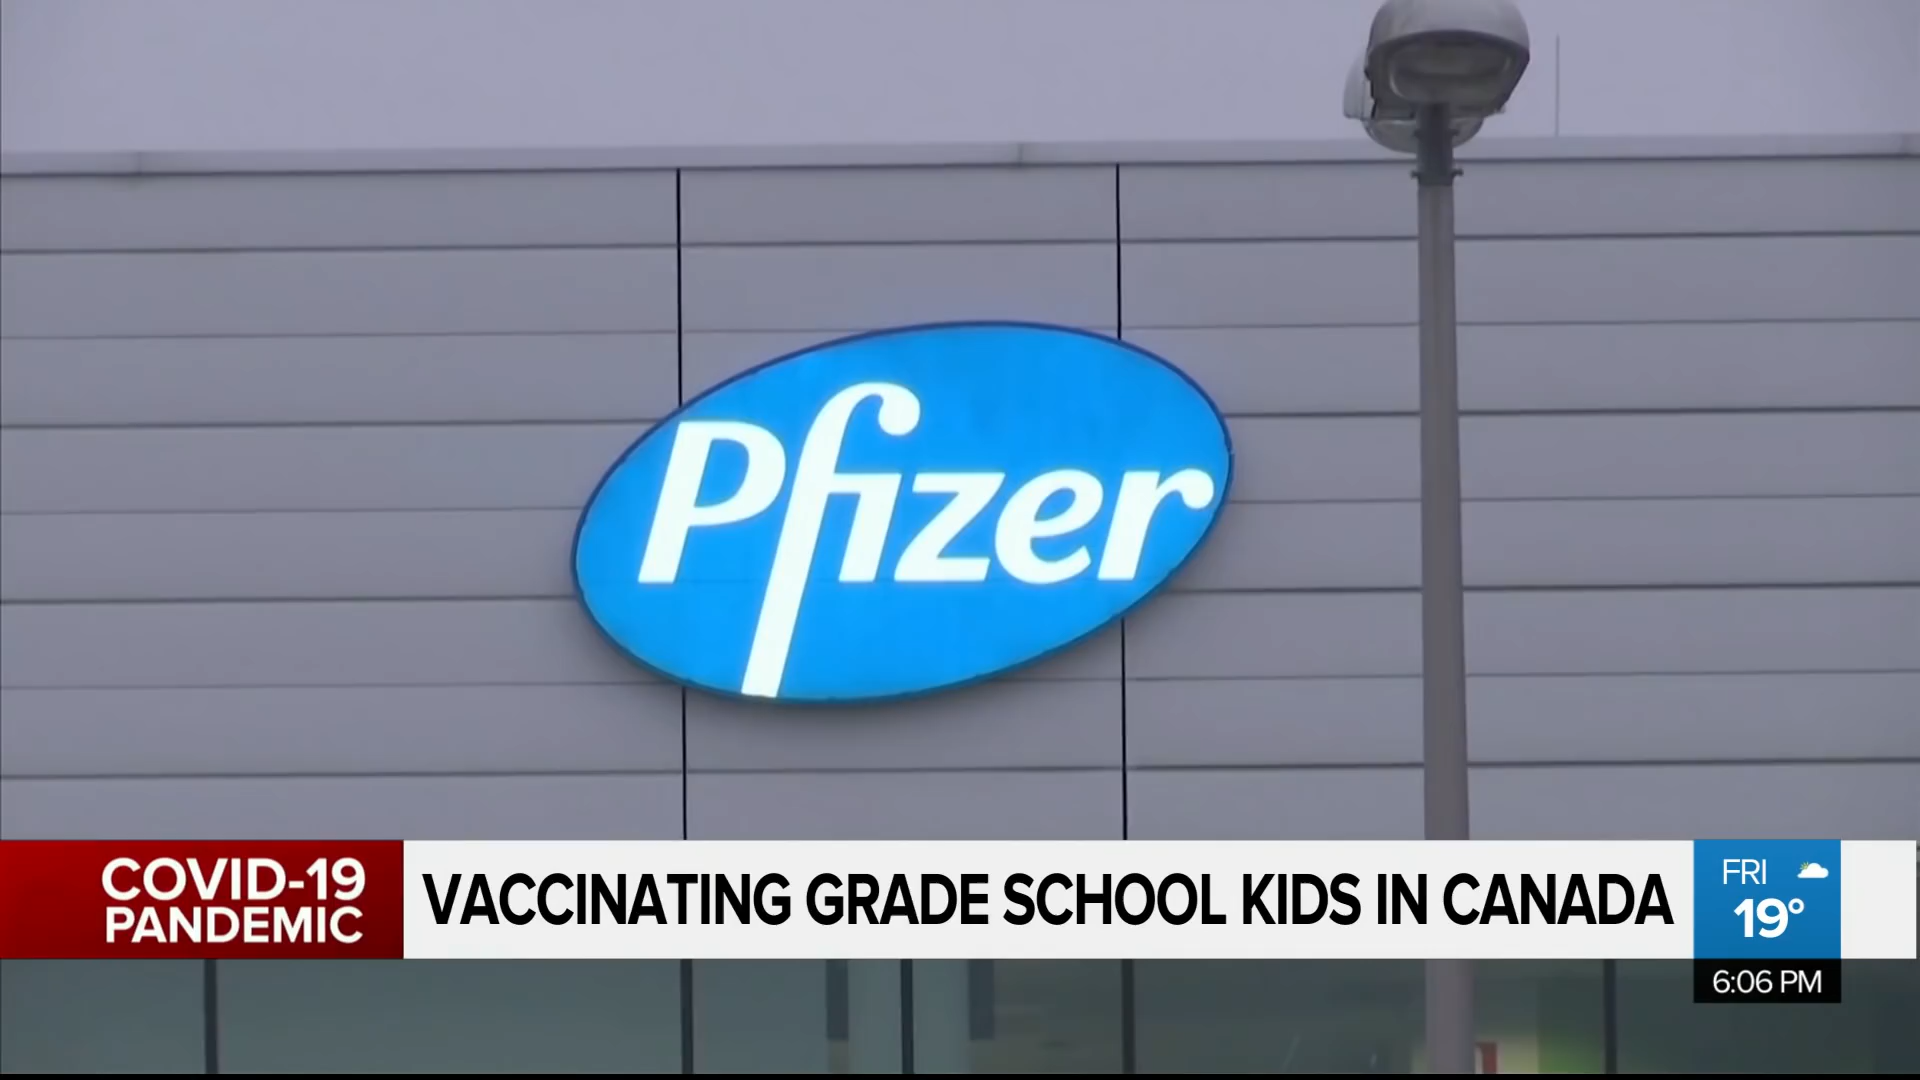 Pfizer
COVID-19
PANDEMIC
VACCINATING GRADE SCHOOL KIDS IN CANADA
FRI
19°
6:06 PM